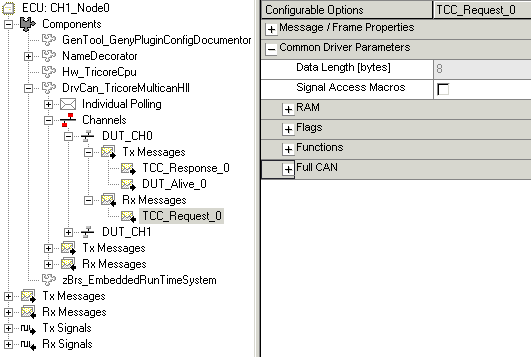 ECU: CH1_Node0
Components
GenTool_GenyPluginConfigDocumentor
NameDecorator
Hw_TricoreCpu
DrvCan_TricoreMulticanHll
Individual Polling
Channels
DUT_CH0
Tx Messages
TCC_Response_0
DUT_Alive_0
Rx Messages
TCC_Request_0
DUT_CH1
Tx Messages
Rx Messages
zBrs_EmbeddedRunTimeSystem
Tx Messages
Rx Messages
Tx Signals
Rx Signals
Configurable Options TCC_Request_0
Message / Frame Properties
Common Driver Parameters
Data Length [bytes] 8
Signal Access Macros
RAM
Flags
Functions
Full CAN